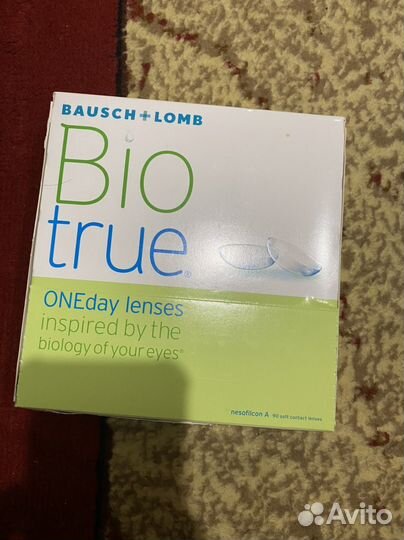 BAUSCH+LOMB
Bio
true®
ONEday lenses
inspired by the
biology of your eyes®
nesofilcon A 90 soft contact lenses
Avito